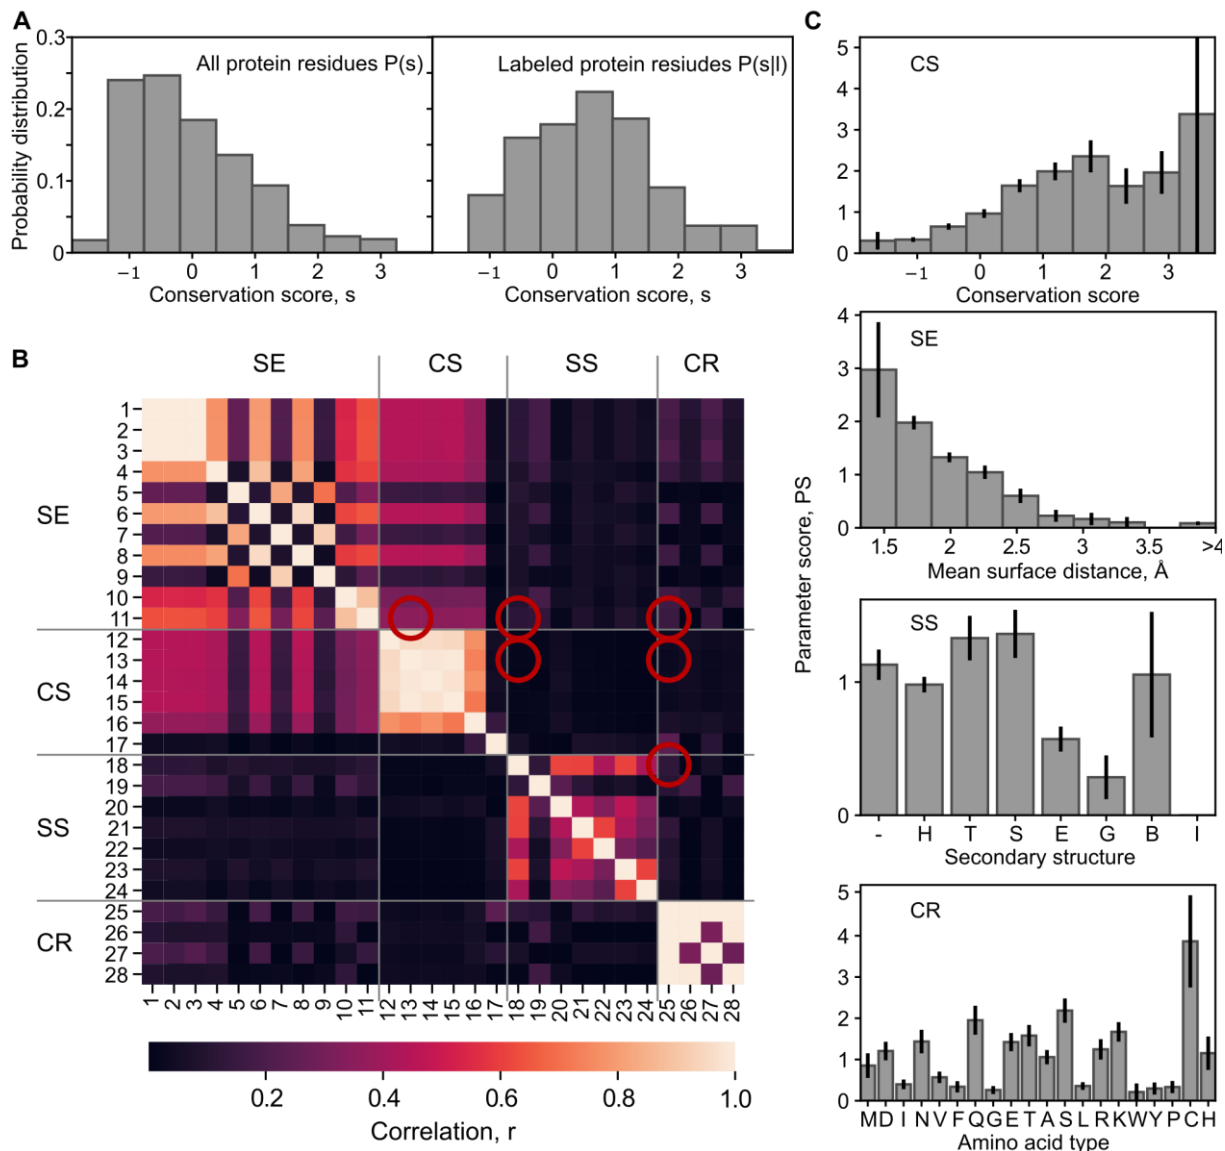 A
0.3
0.2
0.1
0
Probability distribution
All protein residues P(s)
−1 0 1 2 3
Conservation score, s
Labeled protein resiudes P(s|l)
−1 0 1 2 3
Conservation score, s
B
SE CS SS CR
SE
CS
SS
CR
1
2
3
4
5
6
7
8
9
10
11
12
13
14
15
16
17
18
19
20
21
22
23
24
25
26
27
28
1 2 3 4 5 6 7 8 9 10 11 12 13 14 15 16 17 18 19 20 21 22 23 24 25 26 27 28
0.2 0.4 0.6 0.8 1.0
Correlation, r
C
Parameter score, PS
CS
5
4
3
2
1
0
−1 0 1 2 3
Conservation score
SE
4
3
2
1
0
1.5 2 2.5 3 3.5 >4
Mean surface distance, Å
SS
1
0
- H T S E G B I
Secondary structure
CR
5
4
3
2
1
0
M D I N V F Q G E T A S L R K W Y P C H
Amino acid type